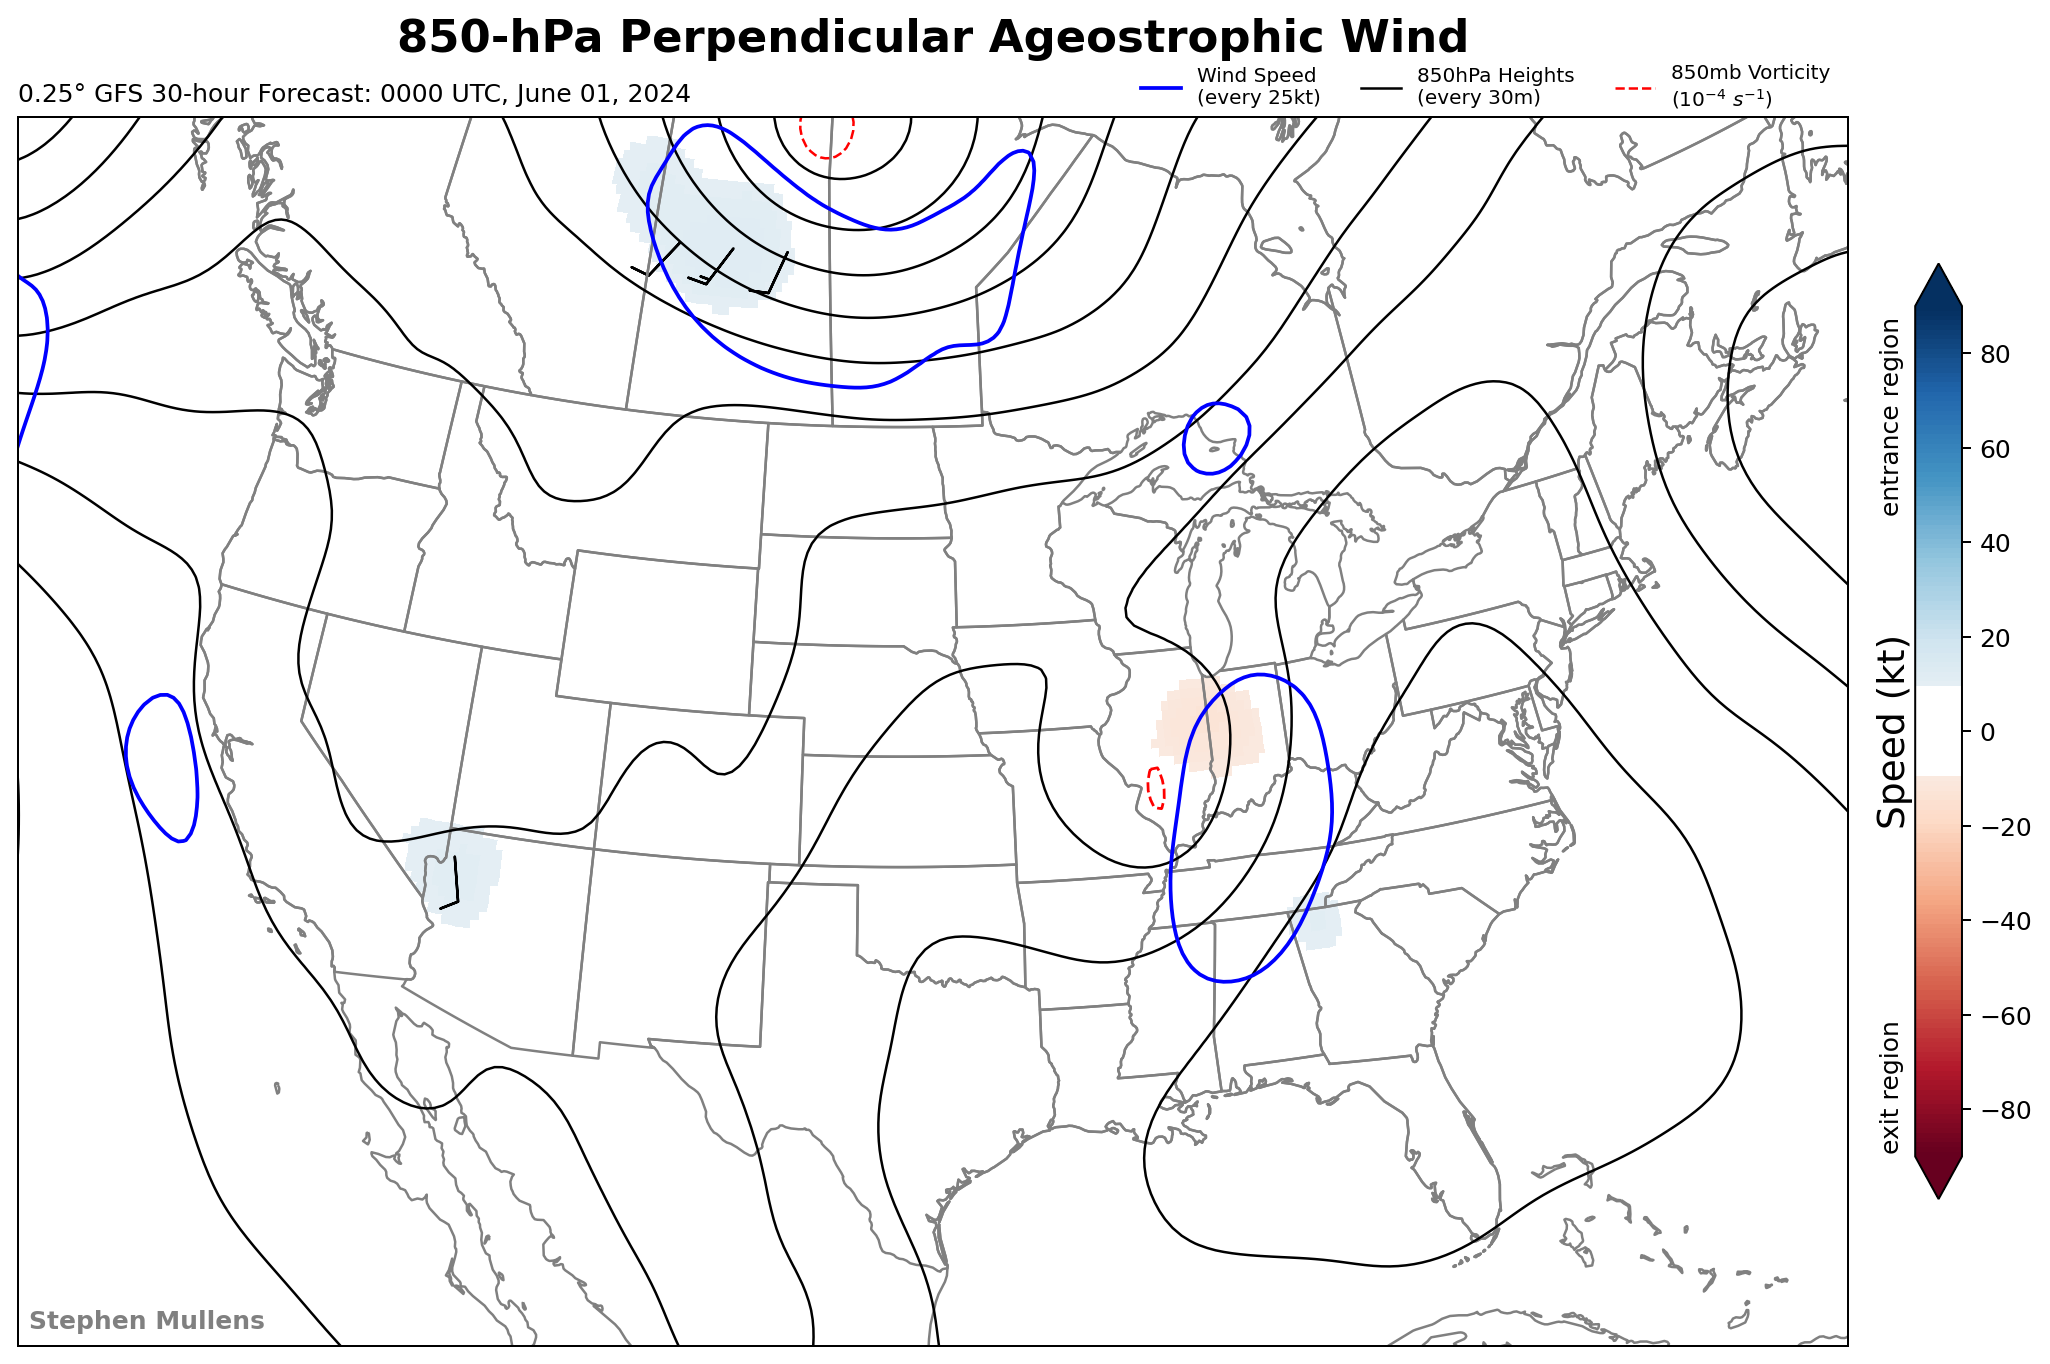 850-hPa Perpendicular Ageostrophic Wind
0.25° GFS 30-hour Forecast: 0000 UTC, June 01, 2024
Wind Speed
(every 25kt)
850hPa Heights
(every 30m)
850mb Vorticity
(10⁻⁴ s⁻¹)
entrance region
Speed (kt)
exit region
80
60
40
20
0
−20
−40
−60
−80
Stephen Mullens